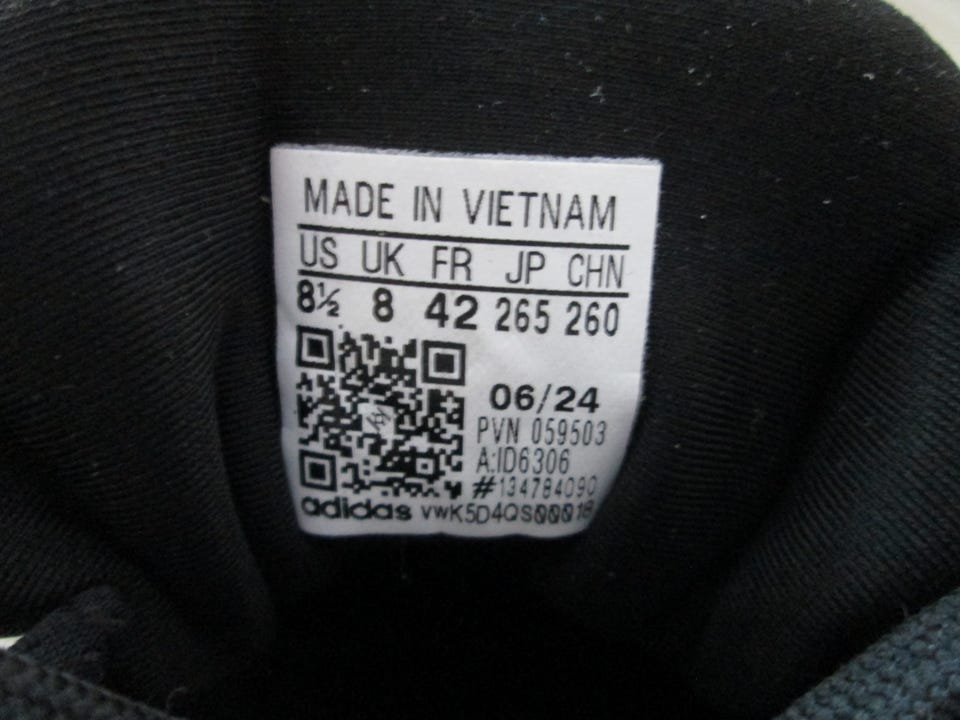 MADE IN VIETNAM
US UK FR JP CHN
8½ 8 42 265 260
06/24
PVN 059503
A:ID6306
#134784090
adidas